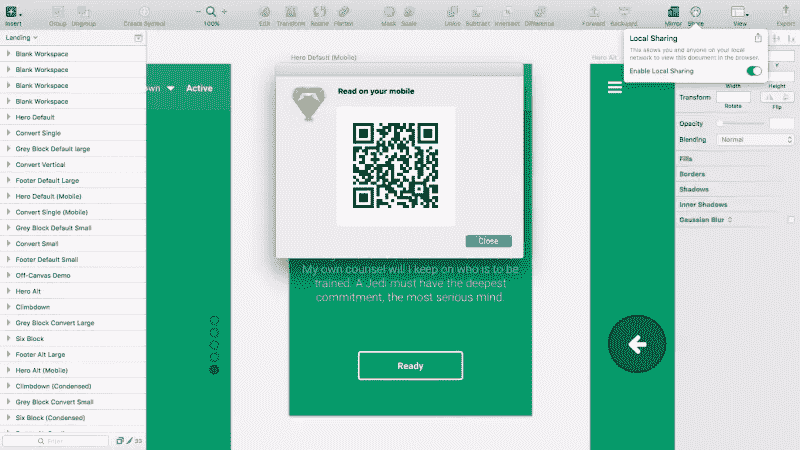 Insert
Group
Ungroup
Create Symbol
100%
Edit
Transform
Rotate
Flatten
Mask
Scale
Union
Subtract
Intersect
Difference
Forward
Backward
Mirror
Share
View
Export
Landing
Blank Workspace
Blank Workspace
Blank Workspace
Blank Workspace
Hero Default
Convert Single
Grey Block Default large
Convert Vertical
Footer Default Large
Hero Default (Mobile)
Convert Single (Mobile)
Grey Block Default Small
Convert Small
Footer Default Small
Off-Canvas Demo
Hero Alt
Climbdown
Grey Block Convert Large
Six Block
Footer Alt Large
Hero Alt (Mobile)
Climbdown (Condensed)
Grey Block Convert Small
Six Block (Condensed)
Filter
own
Active
Hero Default (Mobile)
Read on your mobile
Close
My own counsel will I keep on who is to be
trained. A Jedi must have the deepest
commitment, the most serious mind.
Ready
Hero Alt
Local Sharing
This allows you and anyone on your local
network to view this document in the browser.
Enable Local Sharing
Y
Width
Height
Transform
Rotate
Flip
Opacity
Blending
Normal
Fills
Borders
Shadows
Inner Shadows
Gaussian Blur